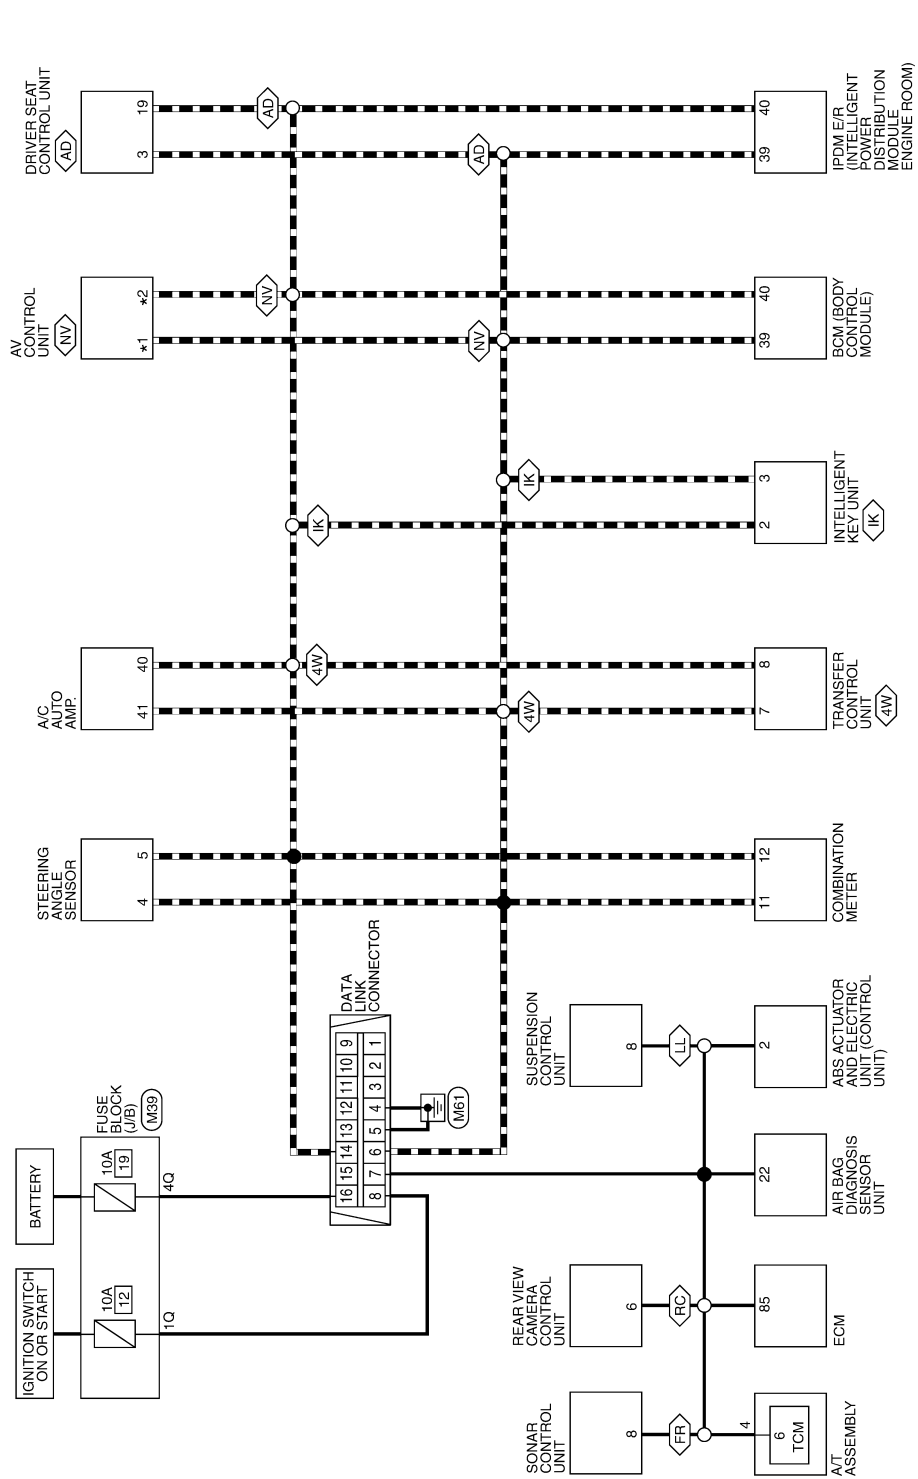 IGNITION SWITCH
ON OR START
BATTERY
10A
12
10A
19
FUSE
BLOCK
(J/B)
M39
1Q
4Q
STEERING
ANGLE
SENSOR
4 5
A/C
AUTO
AMP.
41 40
AV
CONTROL
UNIT
NV
*1 *2
DRIVER SEAT
CONTROL UNIT
AD
3 19
NV
AD
4W
IK
DATA
LINK
CONNECTOR
16 15 14 13 12 11 10 9
8 7 6 5 4 3 2 1
M61
NV
AD
4W
IK
SONAR
CONTROL
UNIT
8
REAR VIEW
CAMERA
CONTROL
UNIT
6
SUSPENSION
CONTROL
UNIT
8
FR
RC
LL
4
6
TCM
A/T
ASSEMBLY
85
ECM
22
AIR BAG
DIAGNOSIS
SENSOR
UNIT
2
ABS ACTUATOR
AND ELECTRIC
UNIT (CONTROL
UNIT)
11 12
COMBINATION
METER
7 8
TRANSFER
CONTROL
UNIT
4W
2 3
INTELLIGENT
KEY UNIT
IK
39 40
BCM (BODY
CONTROL
MODULE)
39 40
IPDM E/R
(INTELLIGENT
POWER
DISTRIBUTION
MODULE
ENGINE ROOM)